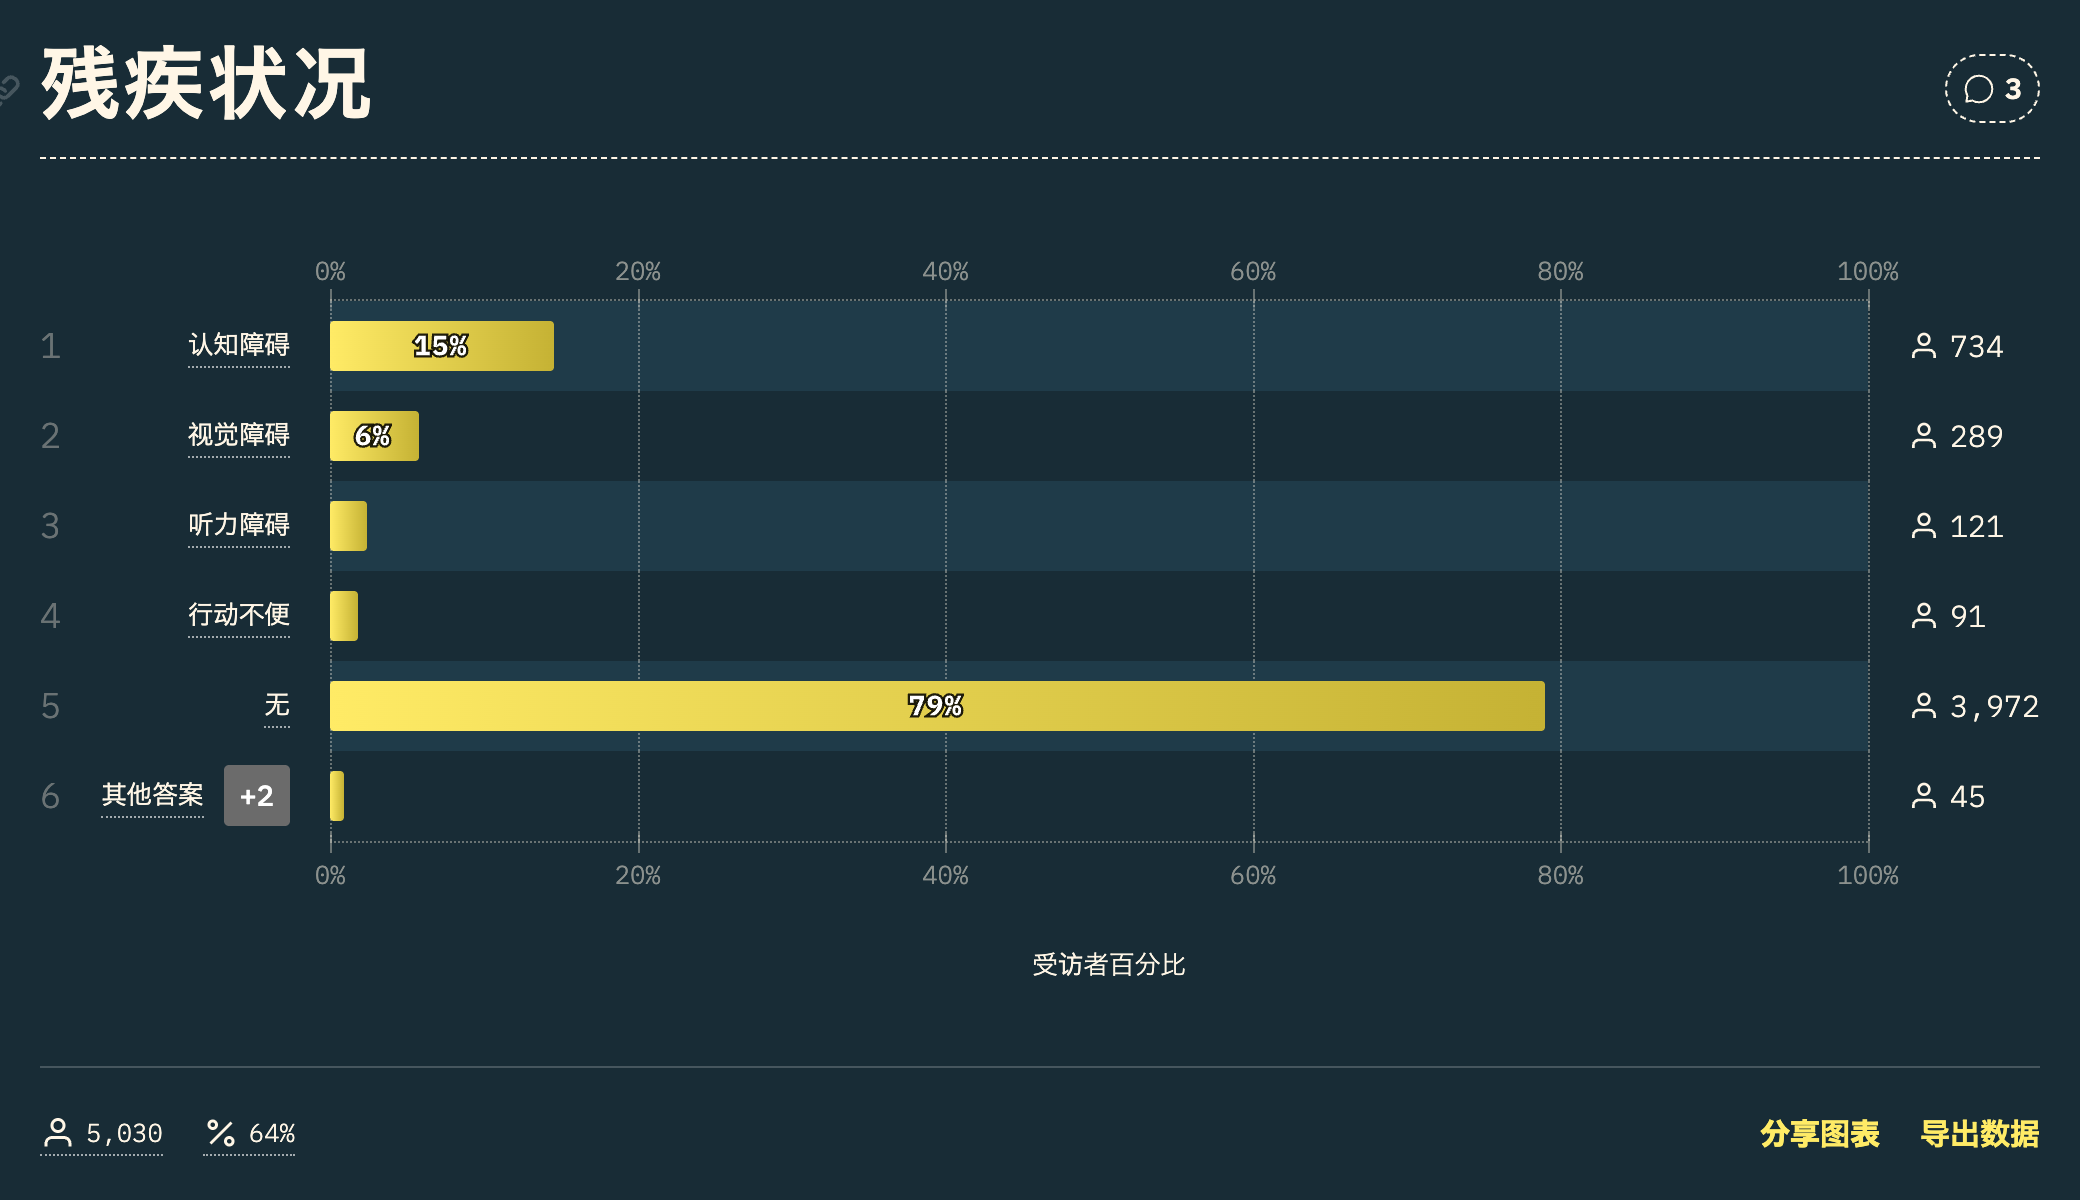 残疾状况
3
0% 20% 40% 60% 80% 100%
1 认知障碍 15% 734
2 视觉障碍 6% 289
3 听力障碍 121
4 行动不便 91
5 无 79% 3,972
6 其他答案 +2 45
0% 20% 40% 60% 80% 100%
受访者百分比
5,030 64% 分享图表 导出数据